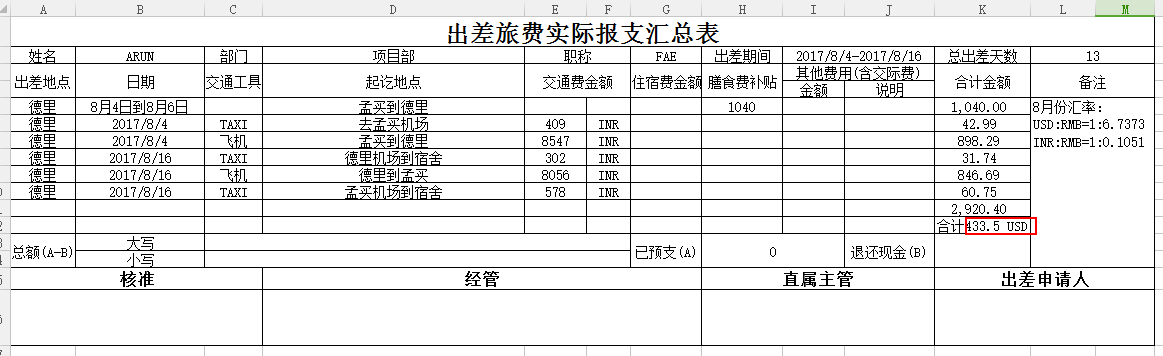 A B C D E F G H I J K L M
出差旅费实际报支汇总表
姓名 ARUN 部门 项目部 职称 FAE 出差期间 2017/8/4-2017/8/16 总出差天数 13
出差地点 日期 交通工具 起讫地点 交通费金额 住宿费金额 膳食费补贴 其他费用(含交际费) 合计金额 备注
金额 说明
德里 8月4日到8月6日 孟买到德里 1040 1,040.00 8月份汇率:
德里 2017/8/4 TAXI 去孟买机场 409 INR 42.99 USD:RMB=1:6.7373
德里 2017/8/4 飞机 孟买到德里 8547 INR 898.29 INR:RMB=1:0.1051
德里 2017/8/16 TAXI 德里机场到宿舍 302 INR 31.74
德里 2017/8/16 飞机 德里到孟买 8056 INR 846.69
德里 2017/8/16 TAXI 孟买机场到宿舍 578 INR 60.75
2,920.40
合计433.5 USD
总额(A-B) 大写 已预支(A) 0 退还现金(B)
小写
核准 经管 直属主管 出差申请人